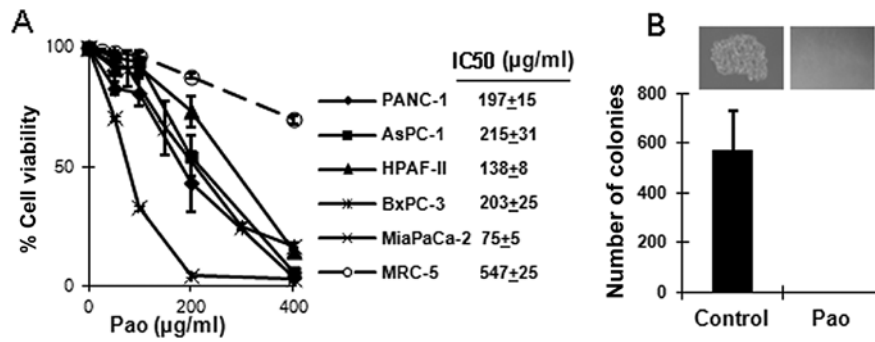 A
% Cell viability
100
50
0
0 200 400
Pao (µg/ml)
IC50 (µg/ml)
PANC-1 197±15
AsPC-1 215±31
HPAF-II 138±8
BxPC-3 203±25
MiaPaCa-2 75±5
MRC-5 547±25
B
Number of colonies
800
600
400
200
0
Control Pao